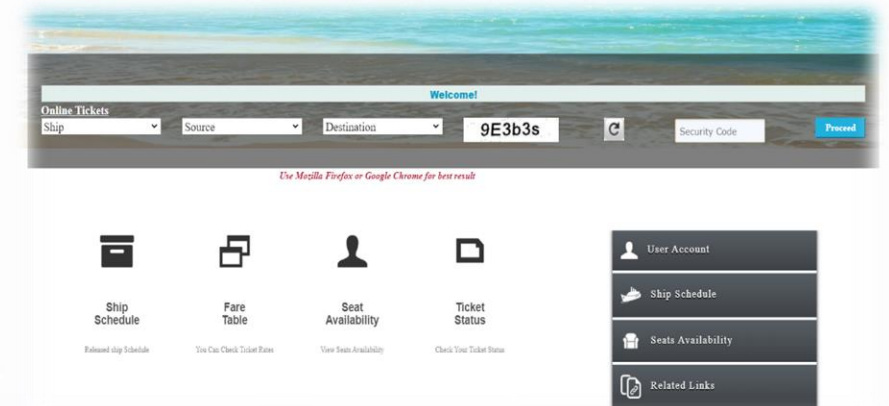 Welcome!
Online Tickets
Ship Source Destination 9E3b3s Security Code Proceed
Use Mozilla Firefox or Google Chrome for best result
User Account
Ship Schedule
Seats Availability
Related Links
Ship
Schedule
Released ship Schedule
Fare
Table
You Can Check Ticket Rates
Seat
Availability
View Seats Availability
Ticket
Status
Check Your Ticket Status